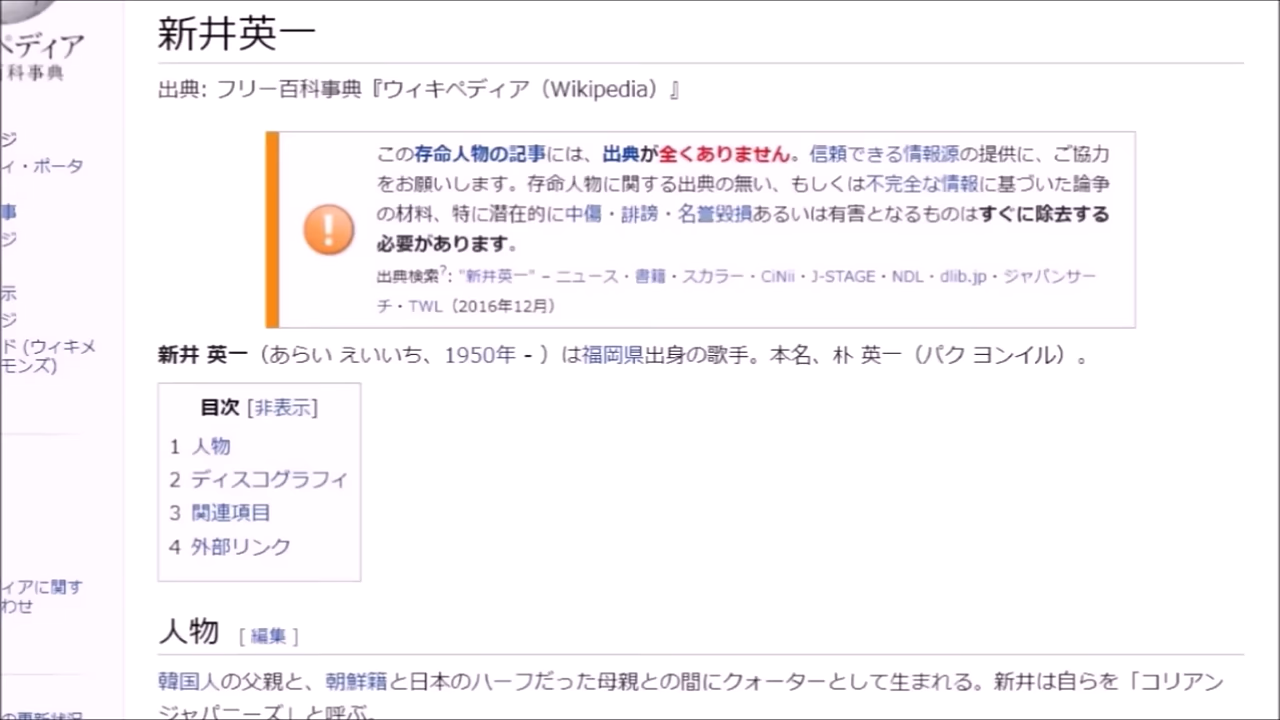 新井英一
ペディア
百科事典
出典: フリー百科事典『ウィキペディア（Wikipedia）』
ジ
ィ・ポータ
事
ジ
示
ジ
ド (ウィキメ
モンズ)
この存命人物の記事には、出典が全くありません。信頼できる情報源の提供に、ご協力
をお願いします。存命人物に関する出典の無い、もしくは不完全な情報に基づいた論争
の材料、特に潜在的に中傷・誹謗・名誉毀損あるいは有害となるものはすぐに除去する
必要があります。
出典検索?: "新井英一" – ニュース・書籍・スカラー・CiNii・J-STAGE・NDL・dlib.jp・ジャパンサー
チ・TWL（2016年12月）
新井 英一（あらい えいいち、1950年 - ）は福岡県出身の歌手。本名、朴 英一（パク ヨンイル）。
目次 [非表示]
1 人物
2 ディスコグラフィ
3 関連項目
4 外部リンク
ィアに関す
わせ
人物 [ 編集 ]
韓国人の父親と、朝鮮籍と日本のハーフだった母親との間にクォーターとして生まれる。新井は自らを「コリアン
ジャパニーズ」と呼ぶ。
の更新状況